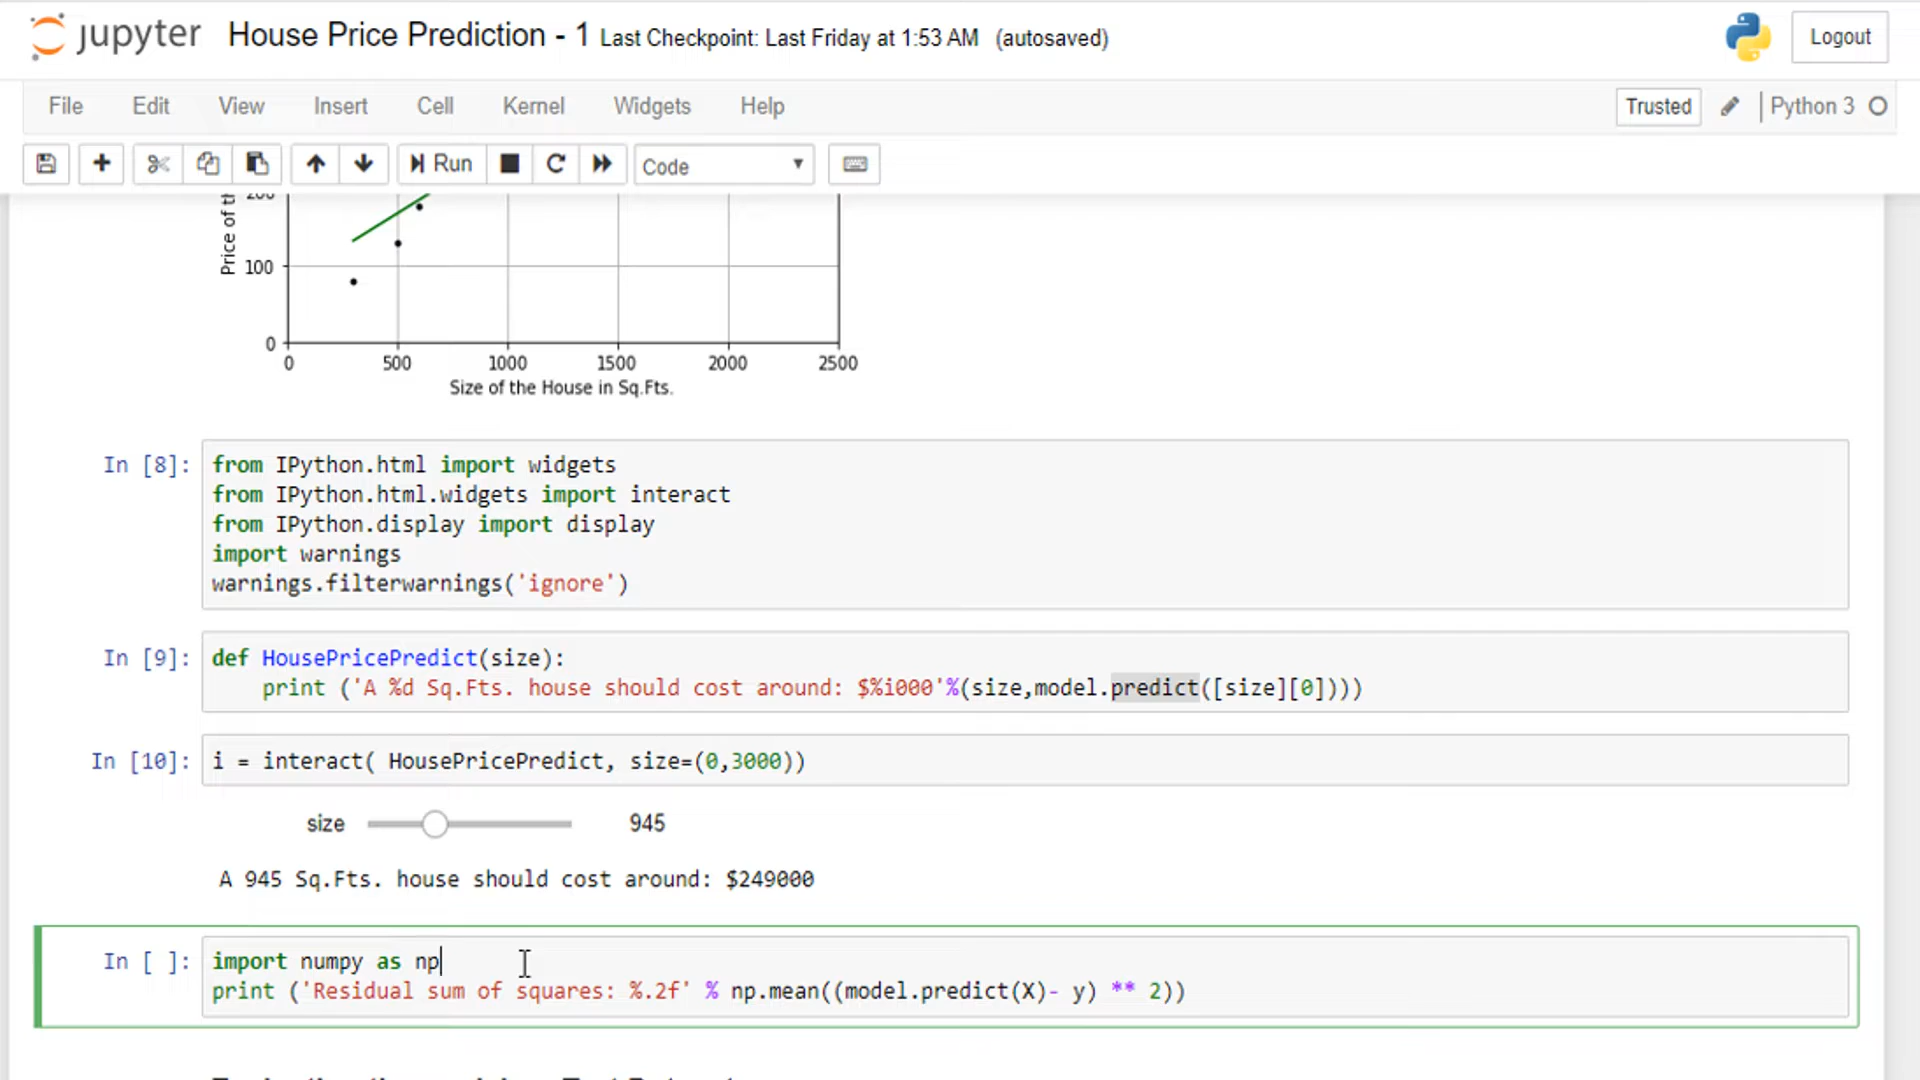 jupyter House Price Prediction - 1 Last Checkpoint: Last Friday at 1:53 AM (autosaved) Logout
File Edit View Insert Cell Kernel Widgets Help Trusted Python 3
Run Code
Price of
200
100
0
0 500 1000 1500 2000 2500
Size of the House in Sq.Fts.
In [8]: from IPython.html import widgets
from IPython.html.widgets import interact
from IPython.display import display
import warnings
warnings.filterwarnings('ignore')
In [9]: def HousePricePredict(size):
print ('A %d Sq.Fts. house should cost around: $%i000'%(size,model.predict([size][0])))
In [10]: i = interact( HousePricePredict, size=(0,3000))
size 945
A 945 Sq.Fts. house should cost around: $249000
In [ ]: import numpy as np
print ('Residual sum of squares: %.2f' % np.mean((model.predict(X)- y) ** 2))